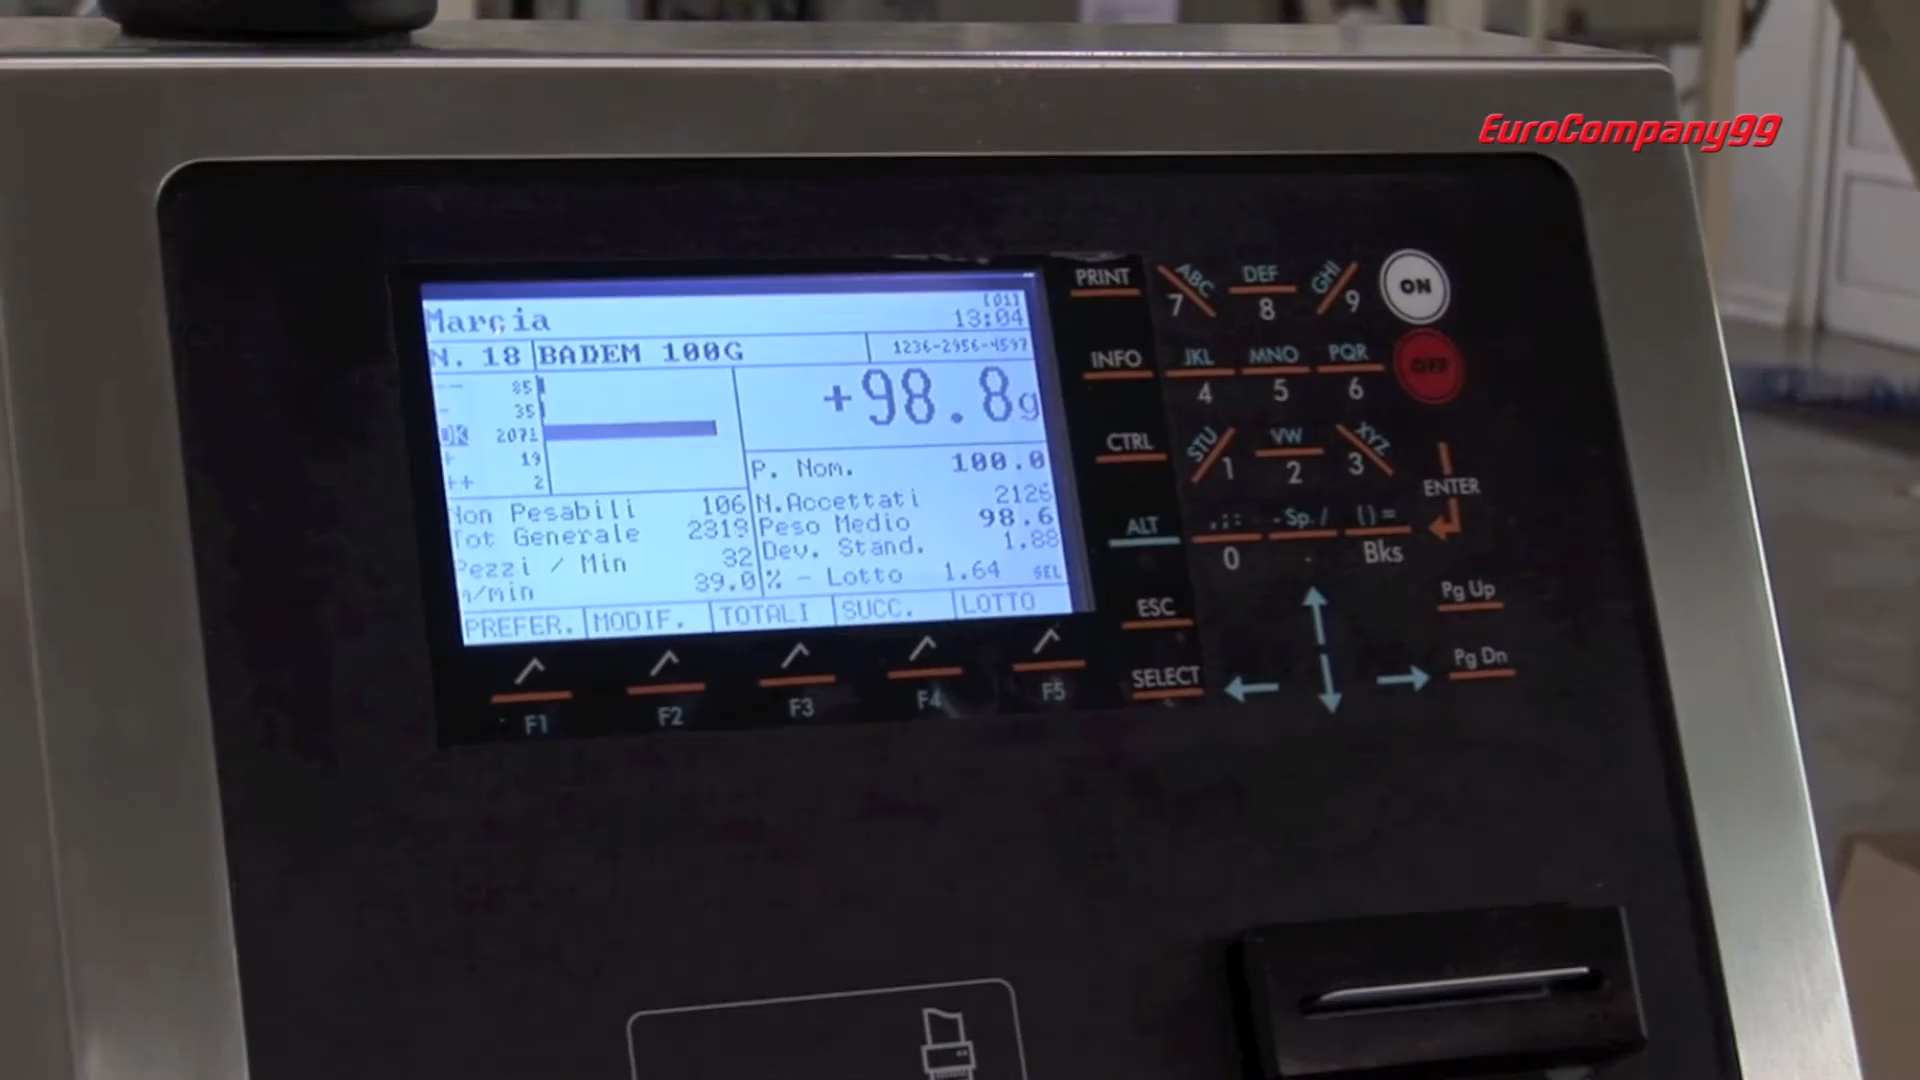 EuroCompany99
Marcia [01] 13:04
N. 18 BADEM 100G 1236-2956-4597
-- 85
- 35
OK 2071
+ 19
++ 2
+98.8g
P. Nom. 100.0
Non Pesabili 106
Tot Generale 2319
Pezzi / Min 32
m/min 39.0
N.Accettati 2125
Peso Medio 98.6
Dev. Stand. 1.88
% - Lotto 1.64 SEL
PREFER. MODIF. TOTALI SUCC. LOTTO
F1 F2 F3 F4 F5
PRINT ABC 7 DEF 8 GHI 9 ON
INFO JKL 4 MNO 5 PQR 6 OFF
CTRL STU 1 VW 2 XYZ 3 ENTER
ALT .;: 0 -Sp./ . ()= Bks
ESC Pg Up
SELECT Pg Dn